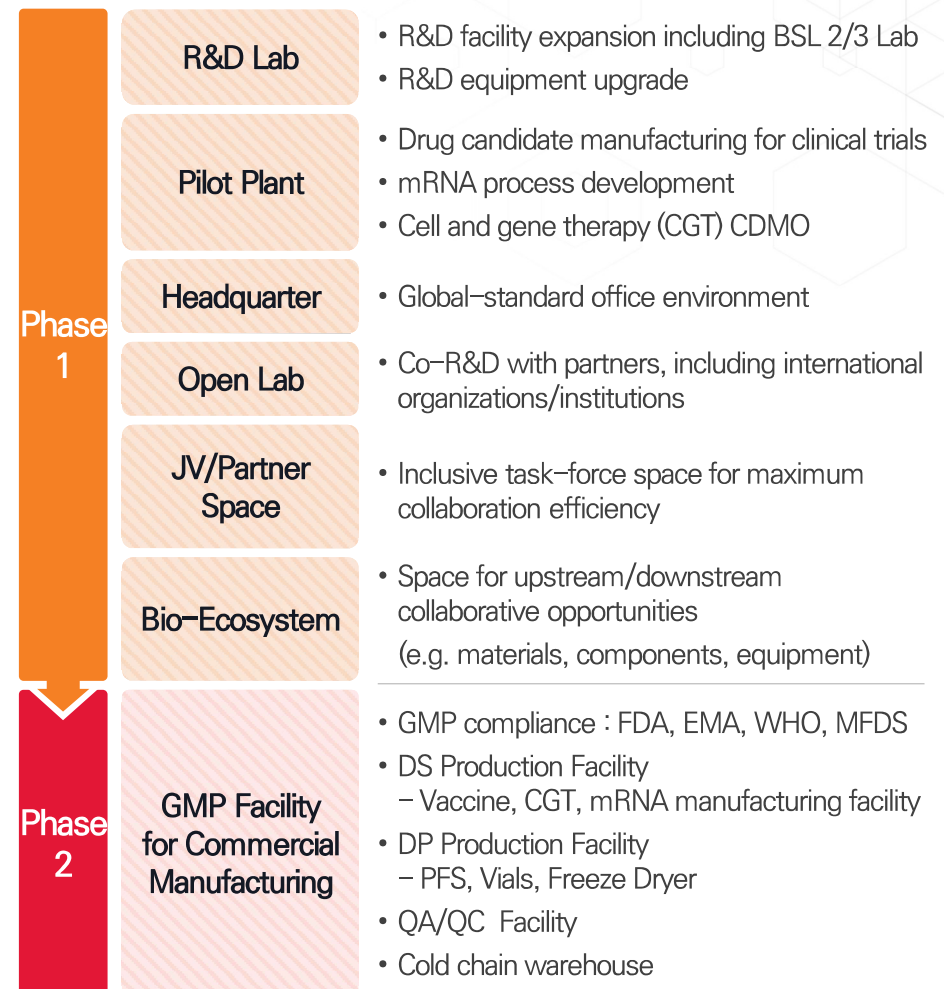 Phase
1
R&D Lab
• R&D facility expansion including BSL 2/3 Lab
• R&D equipment upgrade
Pilot Plant
• Drug candidate manufacturing for clinical trials
• mRNA process development
• Cell and gene therapy (CGT) CDMO
Headquarter
• Global-standard office environment
Open Lab
• Co-R&D with partners, including international
organizations/institutions
JV/Partner
Space
• Inclusive task-force space for maximum
collaboration efficiency
Bio-Ecosystem
• Space for upstream/downstream
collaborative opportunities
(e.g. materials, components, equipment)
Phase
2
GMP Facility
for Commercial
Manufacturing
• GMP compliance : FDA, EMA, WHO, MFDS
• DS Production Facility
- Vaccine, CGT, mRNA manufacturing facility
• DP Production Facility
- PFS, Vials, Freeze Dryer
• QA/QC Facility
• Cold chain warehouse